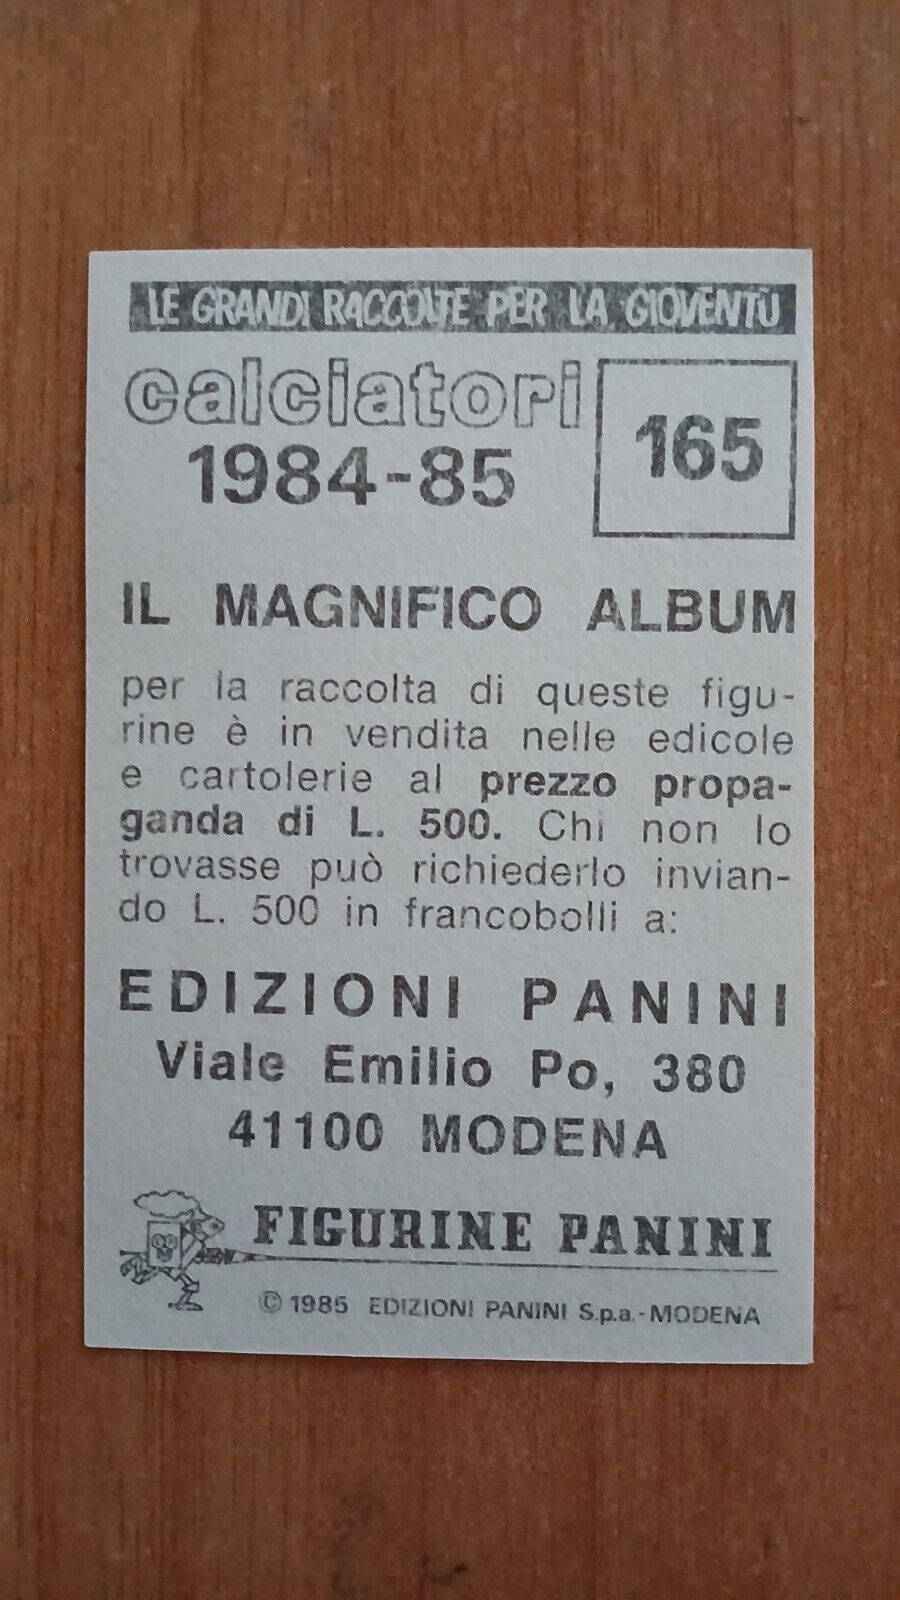 LE GRANDI RACCOLTE PER LA GIOVENTÙ
calciatori
1984-85
165
IL MAGNIFICO ALBUM
per la raccolta di queste figu-
rine è in vendita nelle edicole
e cartolerie al prezzo propa-
ganda di L. 500. Chi non lo
trovasse può richiederlo invian-
do L. 500 in francobolli a:
EDIZIONI PANINI
Viale Emilio Po, 380
41100 MODENA
FIGURINE PANINI
© 1985 EDIZIONI PANINI S.p.a.-MODENA